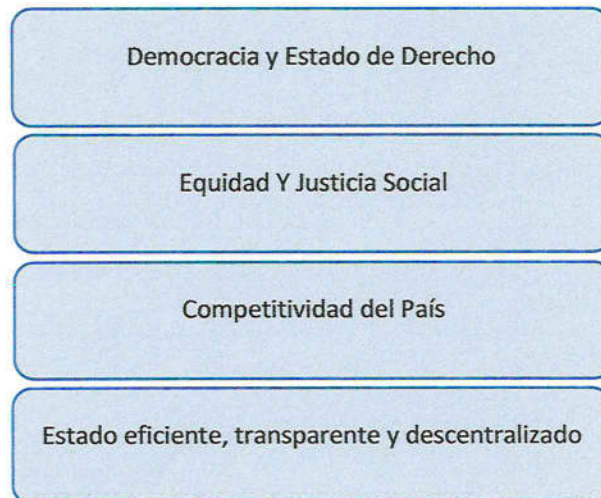 Democracia y Estado de Derecho
Equidad Y Justicia Social
Competitividad del País
Estado eficiente, transparente y descentralizado